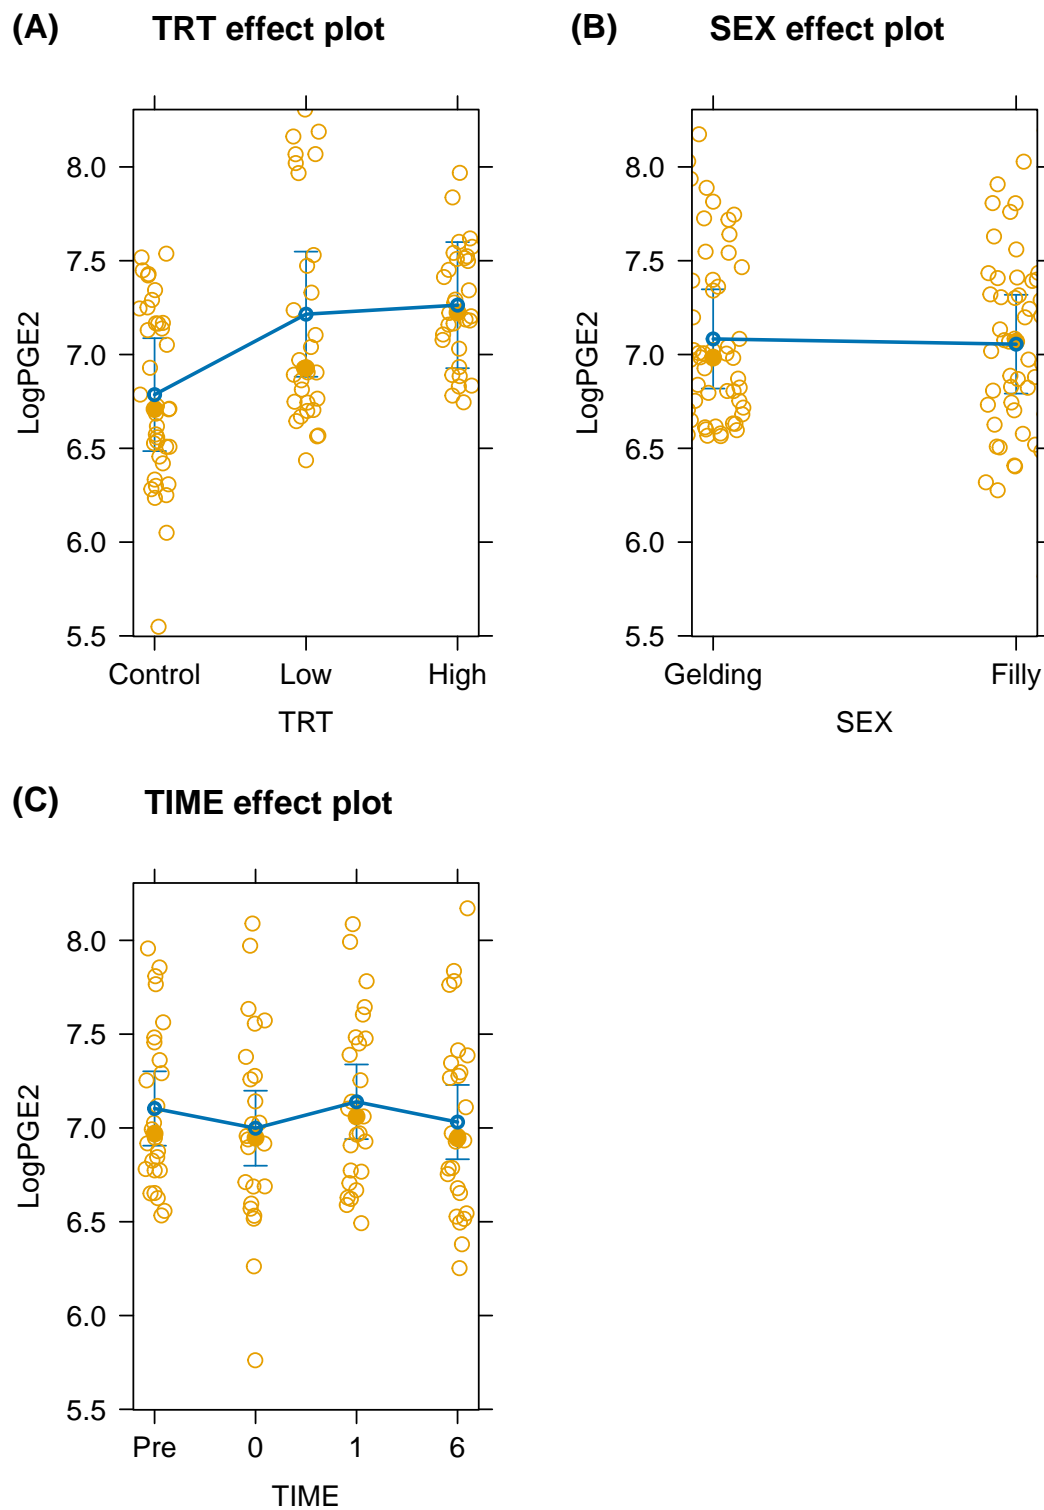 (A) TRT effect plot
LogPGE2
8.0
7.5
7.0
6.5
6.0
5.5
Control Low High
TRT
(B) SEX effect plot
LogPGE2
8.0
7.5
7.0
6.5
6.0
5.5
Gelding Filly
SEX
(C) TIME effect plot
LogPGE2
8.0
7.5
7.0
6.5
6.0
5.5
Pre 0 1 6
TIME